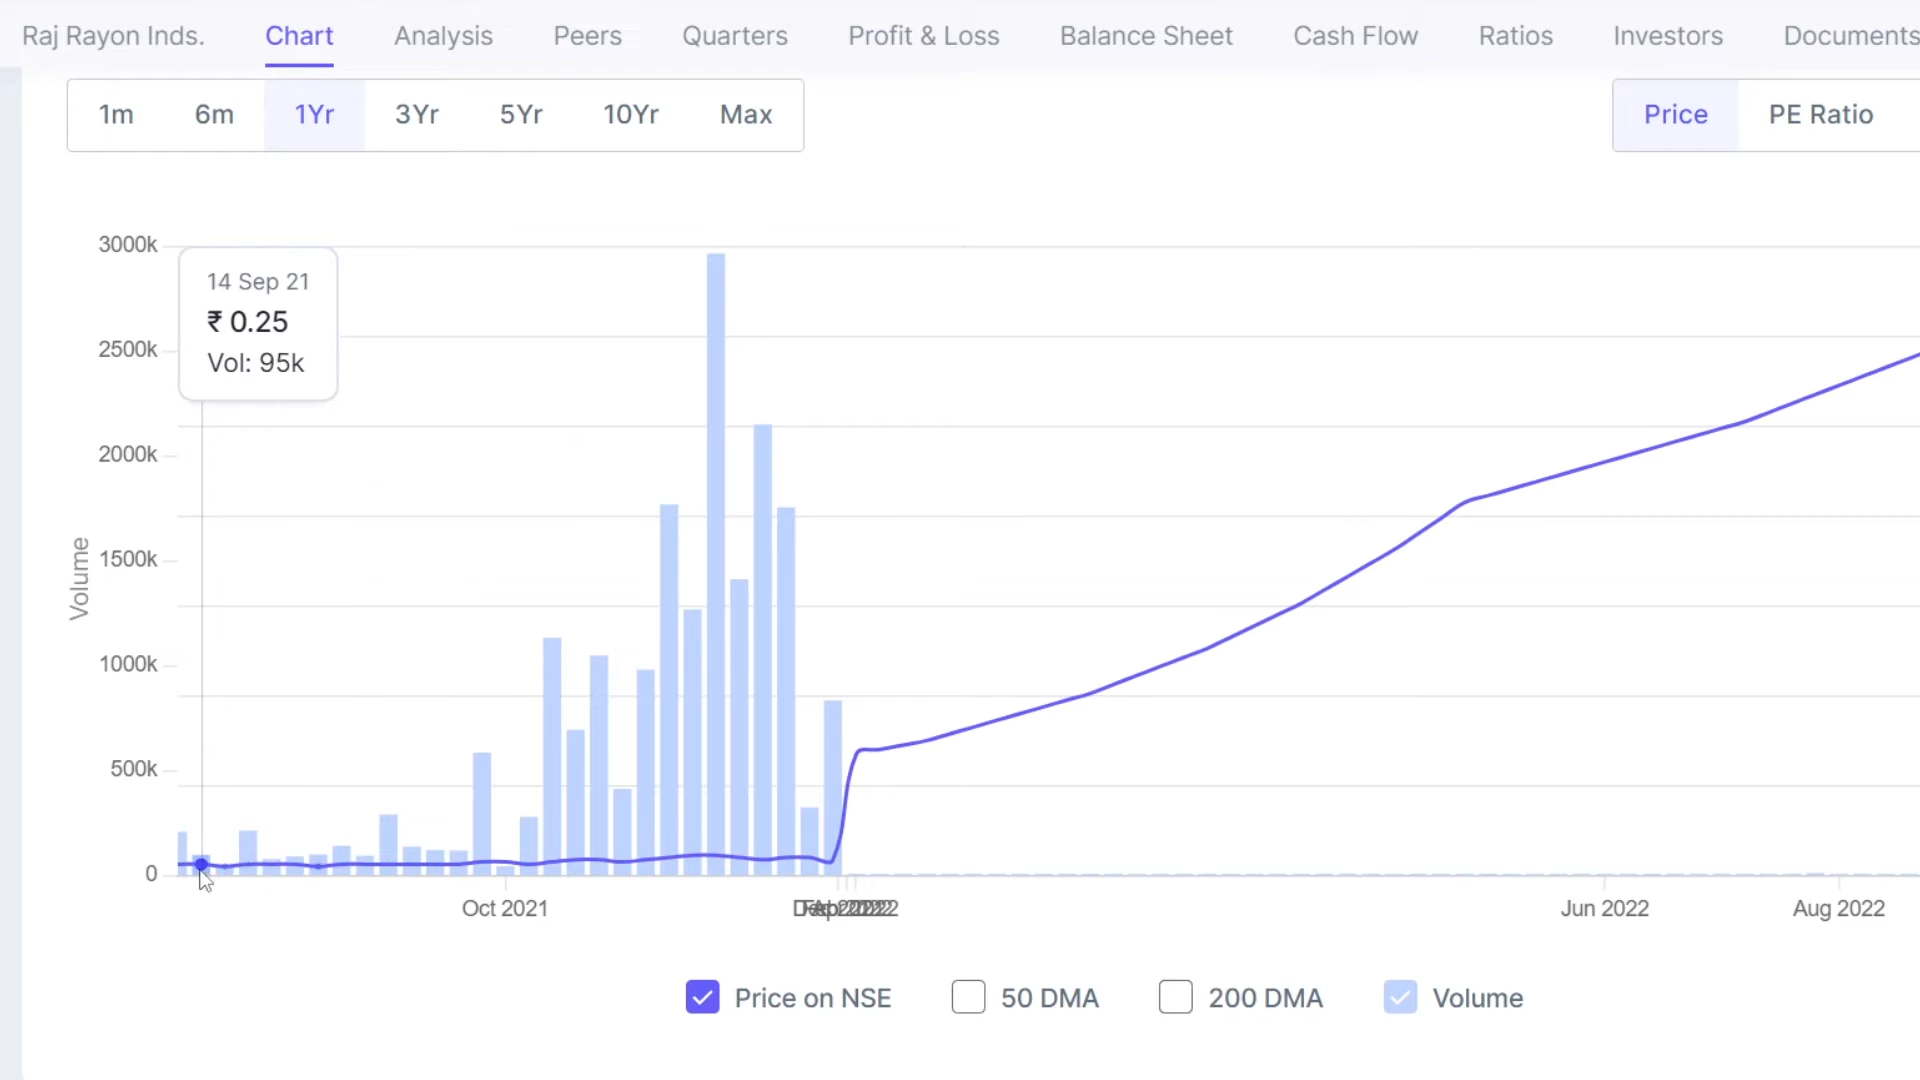 Raj Rayon Inds. Chart Analysis Peers Quarters Profit & Loss Balance Sheet Cash Flow Ratios Investors Documents
1m 6m 1Yr 3Yr 5Yr 10Yr Max Price PE Ratio
3000k
14 Sep 21
₹ 0.25
2500k
Vol: 95k
2000k
1500k
Volume
1000k
500k
0
Oct 2021 Jun 2022 Aug 2022
Price on NSE 50 DMA 200 DMA Volume